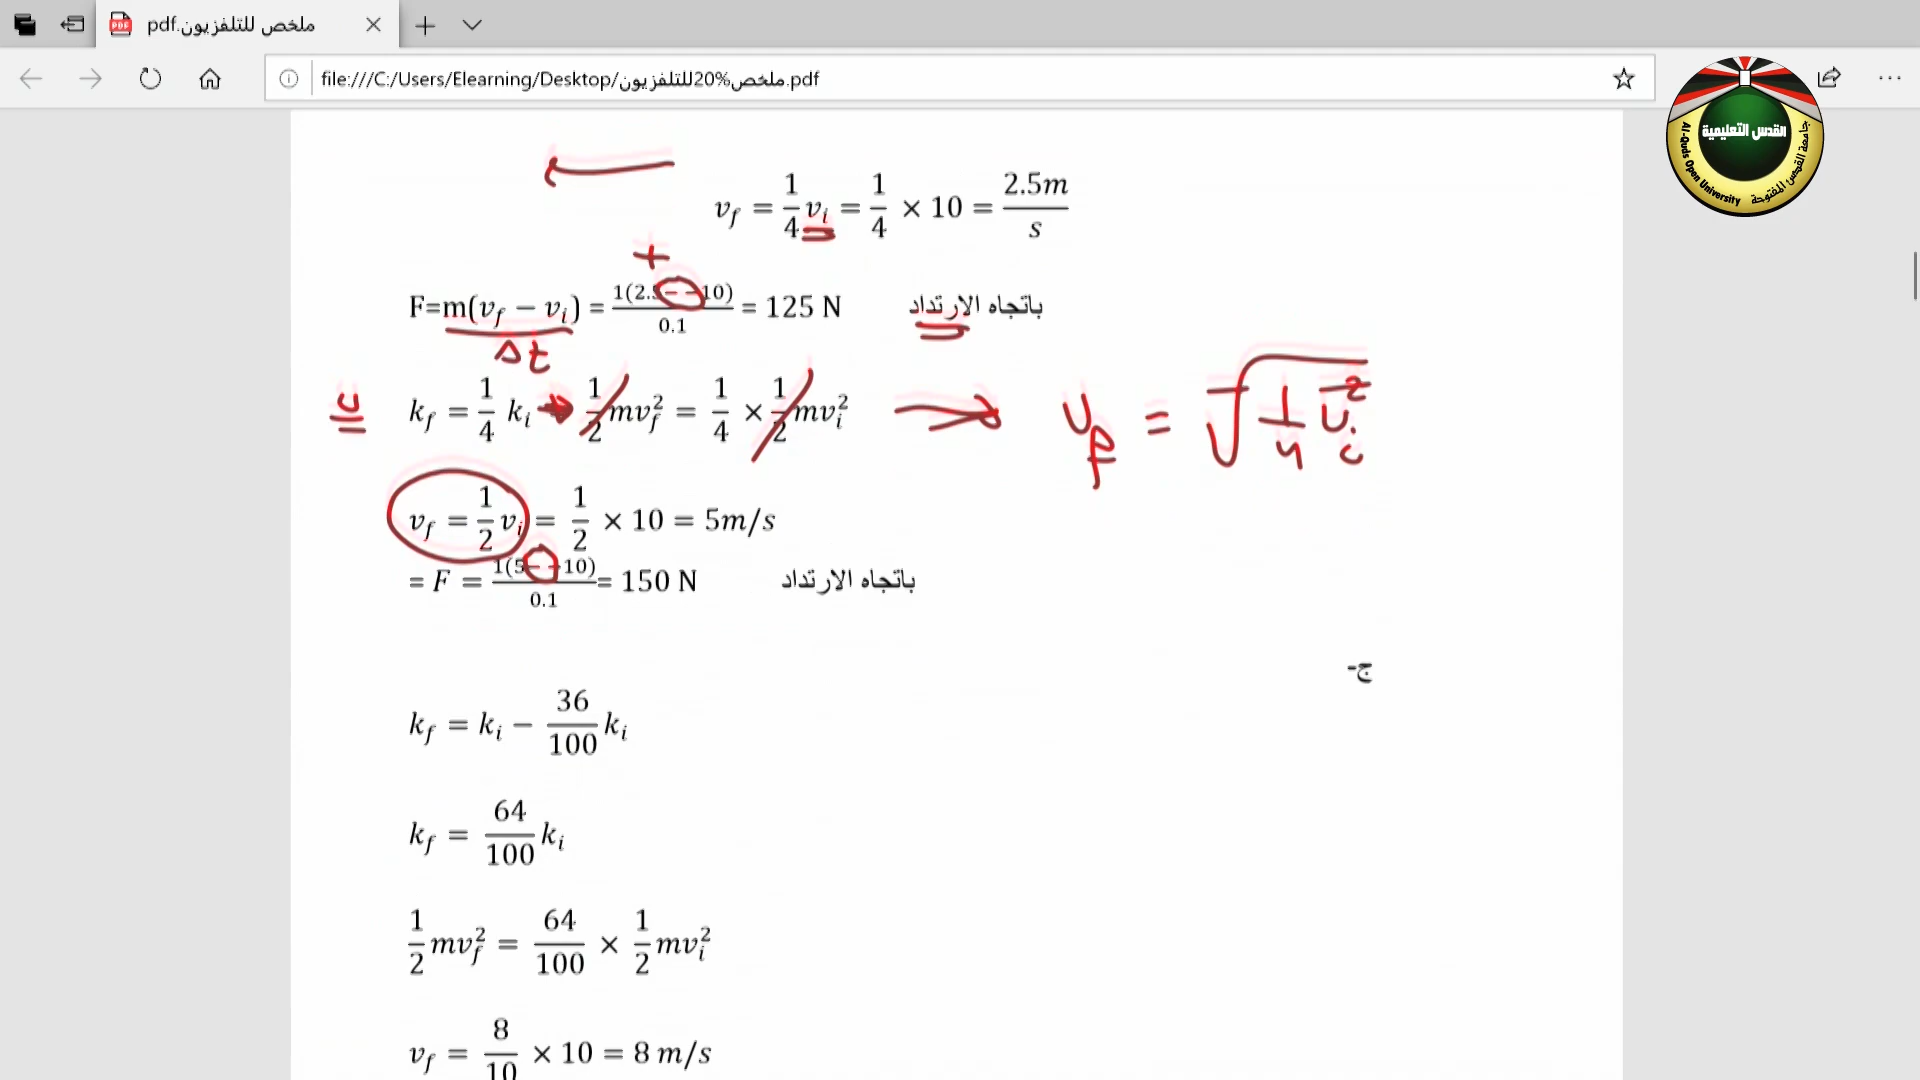 ملخص للتلفزيون.pdf
file:///C:/Users/Elearning/Desktop/ملخص%20للتلفزيون.pdf
القدس التعليمية
Al-Quds Open University جامعة القدس المفتوحة
v_f = 1/4 v_i = 1/4 × 10 = 2.5m/s
+
F=m(v_f − v_i) = 1(2. − −10)/0.1 = 125 N باتجاه الارتداد
Δt
k_f = 1/4 k_i 1/2 mv_f^2 = 1/4 × 1/2 mv_i^2 v_f = √(1/4 v_i^2)
v_f = 1/2 v_i = 1/2 × 10 = 5m/s
= F = 1(5 − −10)/0.1 = 150 N باتجاه الارتداد
ج-
k_f = k_i − 36/100 k_i
k_f = 64/100 k_i
1/2 mv_f^2 = 64/100 × 1/2 mv_i^2
v_f = 8/10 × 10 = 8 m/s